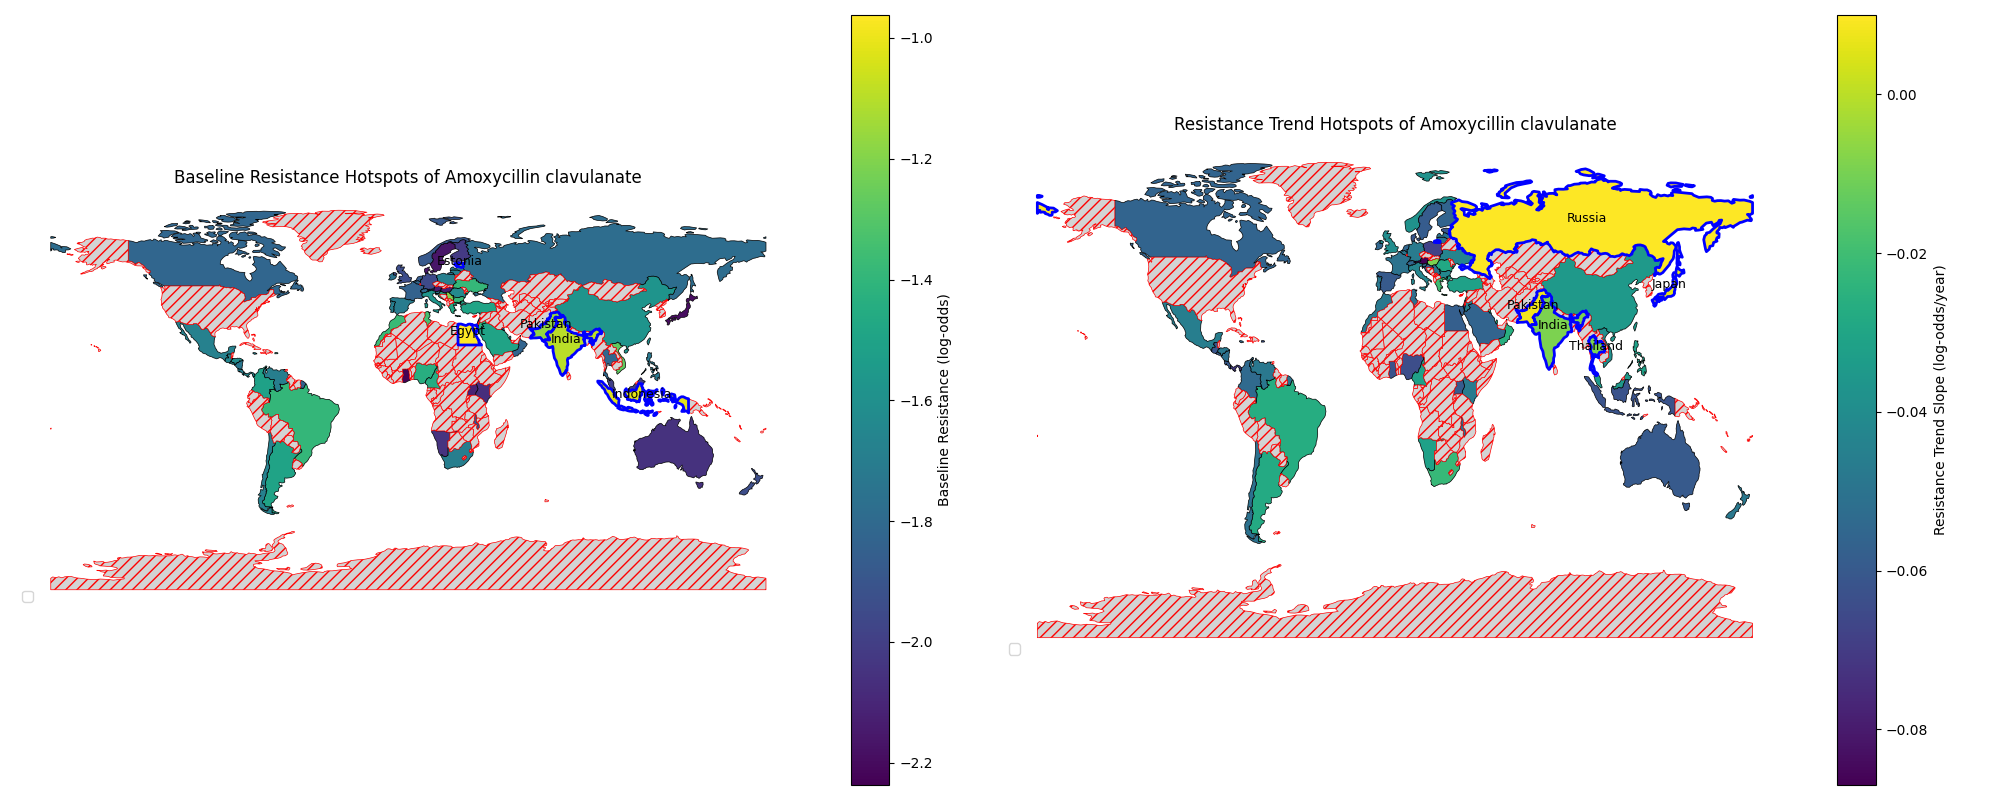 Baseline Resistance Hotspots of Amoxycillin clavulanate
Estonia
Egypt
Pakistan
India
Indonesia
−1.0
−1.2
−1.4
−1.6
−1.8
−2.0
−2.2
Baseline Resistance (log-odds)
Resistance Trend Hotspots of Amoxycillin clavulanate
Russia
Japan
Pakistan
India
Thailand
0.00
−0.02
−0.04
−0.06
−0.08
Resistance Trend Slope (log-odds/year)